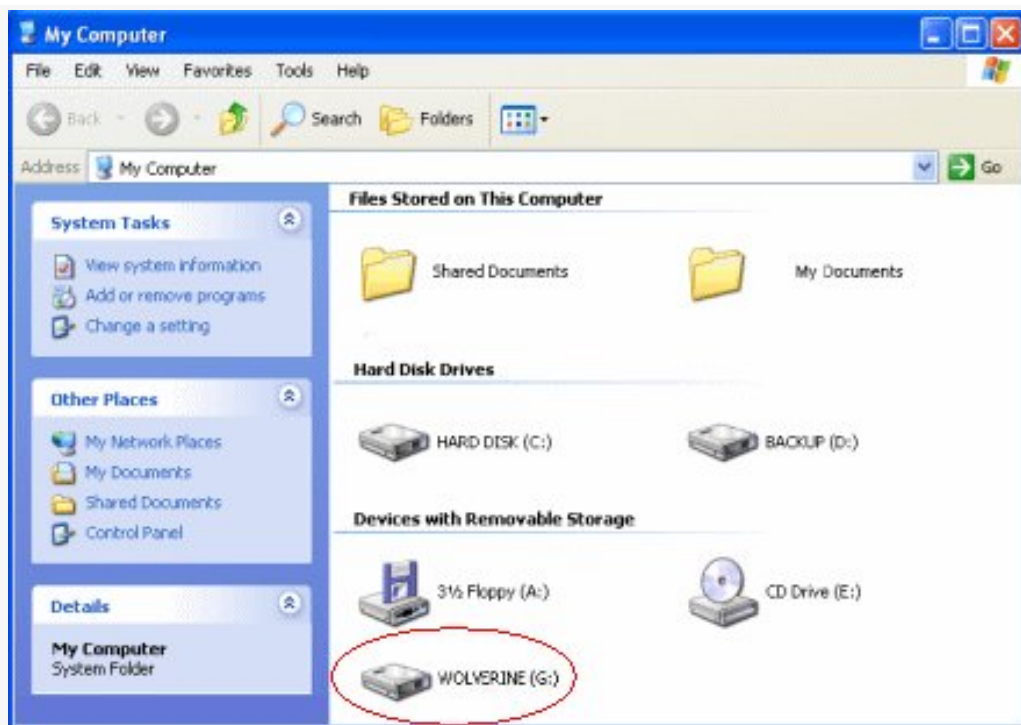 My Computer
File Edit View Favorites Tools Help
Back Search Folders
Address My Computer Go
System Tasks
View system information
Add or remove programs
Change a setting
Other Places
My Network Places
My Documents
Shared Documents
Control Panel
Details
My Computer
System Folder
Files Stored on This Computer
Shared Documents My Documents
Hard Disk Drives
HARD DISK (C:) BACKUP (D:)
Devices with Removable Storage
3½ Floppy (A:) CD Drive (E:)
WOLVERINE (G:)